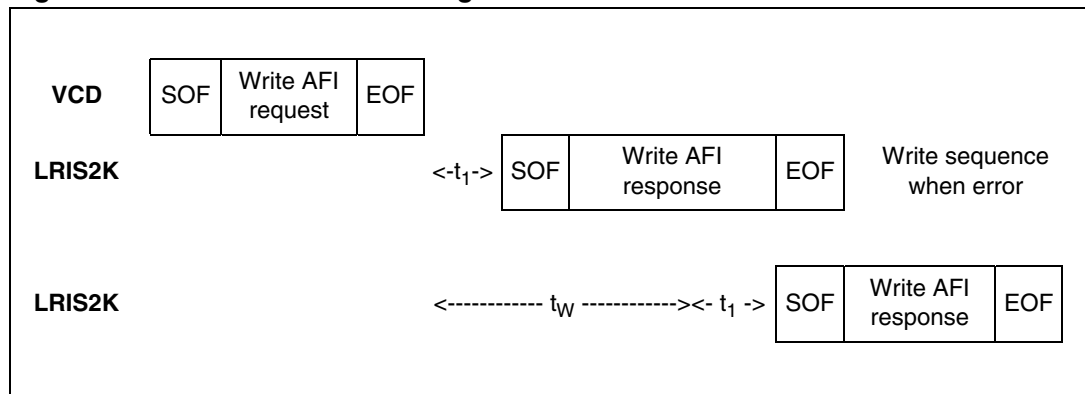 VCD SOF Write AFI request EOF
LRIS2K <-t1-> SOF Write AFI response EOF Write sequence when error
LRIS2K <------------ tW ------------><- t1 -> SOF Write AFI response EOF